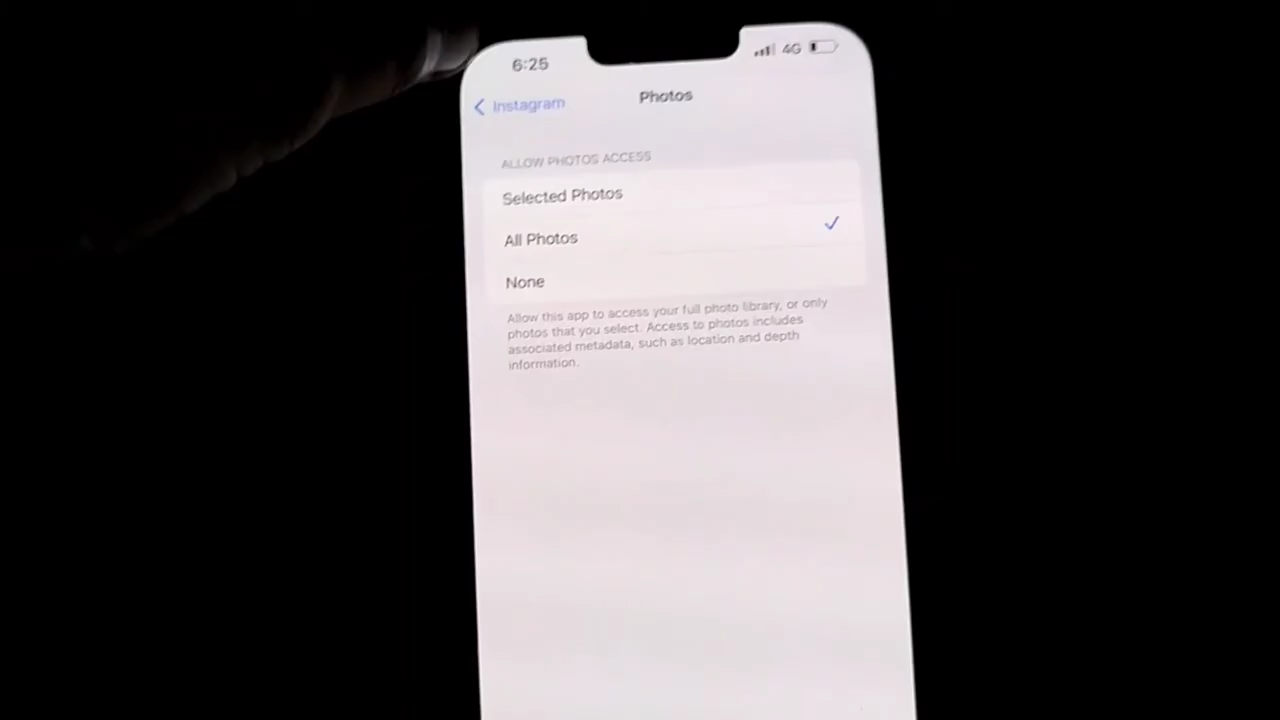 6:25
4G
Instagram
Photos
ALLOW PHOTOS ACCESS
Selected Photos
All Photos
None
Allow this app to access your full photo library, or only
photos that you select. Access to photos includes
associated metadata, such as location and depth
information.